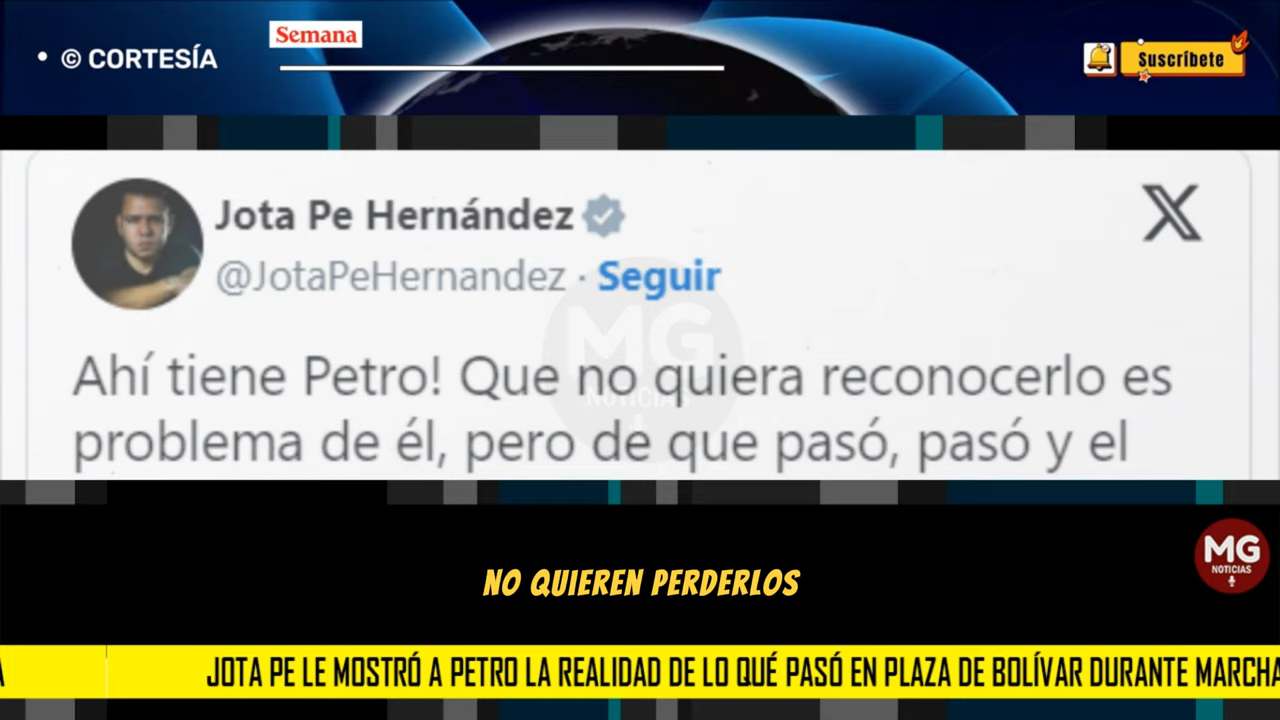 • © CORTESÍA
Semana
Suscríbete
Jota Pe Hernández
@JotaPeHernandez · Seguir
Ahí tiene Petro! Que no quiera reconocerlo es
problema de él, pero de que pasó, pasó y el
MG
NOTICIAS
NO QUIEREN PERDERLOS
MG
NOTICIAS
JOTA PE LE MOSTRÓ A PETRO LA REALIDAD DE LO QUÉ PASÓ EN PLAZA DE BOLÍVAR DURANTE MARCHA